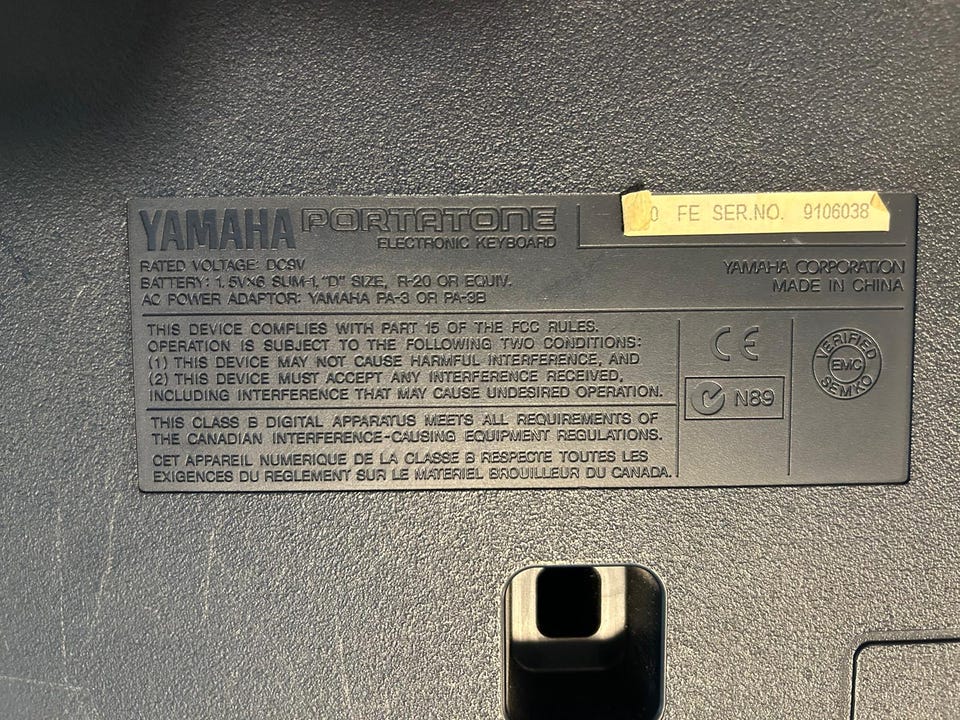 YAMAHA PORTATONE
ELECTRONIC KEYBOARD
0 FE SER.NO. 9106038
RATED VOLTAGE: DC9V
BATTERY: 1.5V×6 SUM-1, "D" SIZE, R-20 OR EQUIV.
AC POWER ADAPTOR: YAMAHA PA-3 OR PA-3B
YAMAHA CORPORATION
MADE IN CHINA
THIS DEVICE COMPLIES WITH PART 15 OF THE FCC RULES.
OPERATION IS SUBJECT TO THE FOLLOWING TWO CONDITIONS:
(1) THIS DEVICE MAY NOT CAUSE HARMFUL INTERFERENCE, AND
(2) THIS DEVICE MUST ACCEPT ANY INTERFERENCE RECEIVED,
INCLUDING INTERFERENCE THAT MAY CAUSE UNDESIRED OPERATION.
THIS CLASS B DIGITAL APPARATUS MEETS ALL REQUIREMENTS OF
THE CANADIAN INTERFERENCE-CAUSING EQUIPMENT REGULATIONS.
CET APPAREIL NUMERIQUE DE LA CLASSE B RESPECTE TOUTES LES
EXIGENCES DU REGLEMENT SUR LE MATERIEL BROUILLEUR DU CANADA.
CE
N89
VERIFIED
EMC
SEMKO